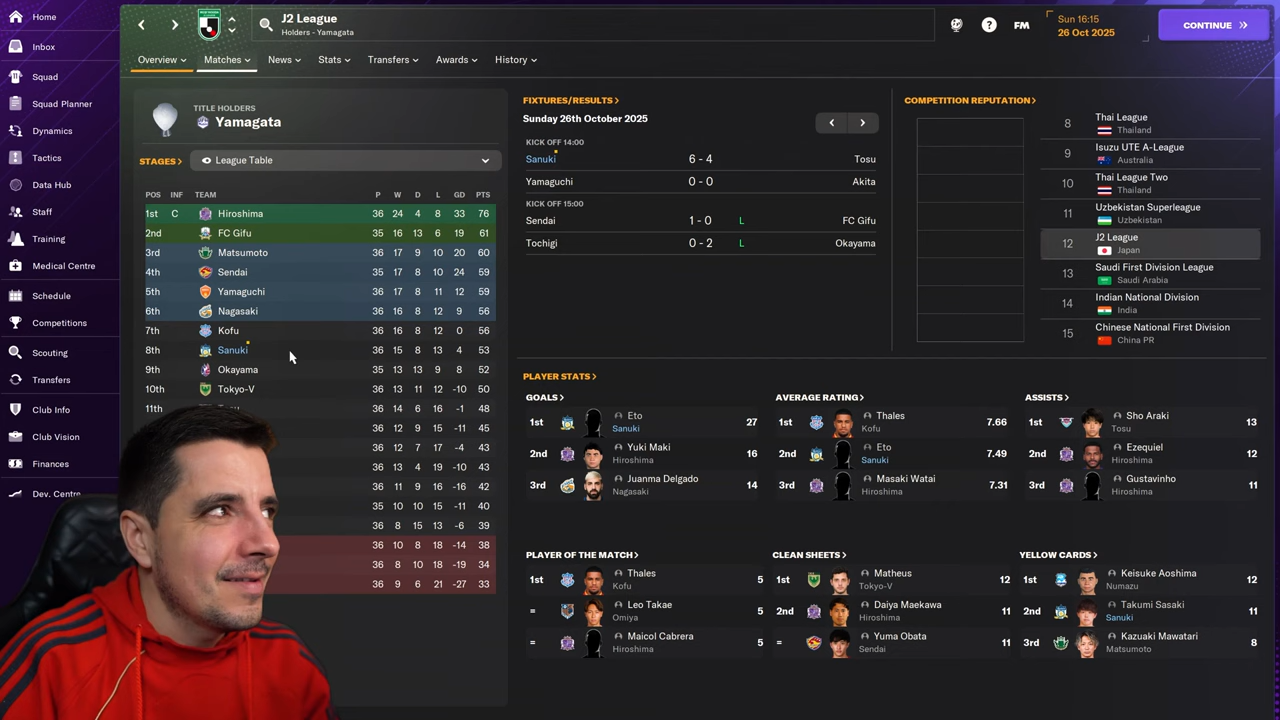 Home
Inbox
Squad
Squad Planner
Dynamics
Tactics
Data Hub
Staff
Training
Medical Centre
Schedule
Competitions
Scouting
Transfers
Club Info
Club Vision
Finances
Dev. Centre
J2 League
Holders - Yamagata
FM
Sun 16:15
26 Oct 2025
CONTINUE
Overview
Matches
News
Stats
Transfers
Awards
History
TITLE HOLDERS
Yamagata
STAGES
League Table
POS INF TEAM P W D L GD PTS
1st C Hiroshima 36 24 4 8 33 76
2nd FC Gifu 35 16 13 6 19 61
3rd Matsumoto 36 17 9 10 20 60
4th Sendai 35 17 8 10 24 59
5th Yamaguchi 36 17 8 11 12 59
6th Nagasaki 36 16 8 12 9 56
7th Kofu 36 16 8 12 0 56
8th Sanuki 36 15 8 13 4 53
9th Okayama 35 13 13 9 8 52
10th Tokyo-V 36 13 11 12 -10 50
11th 36 14 6 16 -1 48
36 12 9 15 -11 45
36 12 7 17 -4 43
36 13 4 19 -10 43
36 11 9 16 -16 42
35 10 10 15 -11 40
36 8 15 13 -6 39
36 10 8 18 -14 38
36 8 10 18 -19 34
36 9 6 21 -27 33
FIXTURES/RESULTS
Sunday 26th October 2025
KICK OFF 14:00
Sanuki 6 - 4 Tosu
Yamaguchi 0 - 0 Akita
KICK OFF 15:00
Sendai 1 - 0 L FC Gifu
Tochigi 0 - 2 L Okayama
COMPETITION REPUTATION
8 Thai League
Thailand
9 Isuzu UTE A-League
Australia
10 Thai League Two
Thailand
11 Uzbekistan Superleague
Uzbekistan
12 J2 League
Japan
13 Saudi First Division League
Saudi Arabia
14 Indian National Division
India
15 Chinese National First Division
China PR
PLAYER STATS
GOALS
1st Eto 27
Sanuki
2nd Yuki Maki 16
Hiroshima
3rd Juanma Delgado 14
Nagasaki
AVERAGE RATING
1st Thales 7.66
Kofu
2nd Eto 7.49
Sanuki
3rd Masaki Watai 7.31
Hiroshima
ASSISTS
1st Sho Araki 13
Tosu
2nd Ezequiel 12
Hiroshima
3rd Gustavinho 11
Hiroshima
PLAYER OF THE MATCH
1st Thales 5
Kofu
= Leo Takae 5
Omiya
= Maicol Cabrera 5
Hiroshima
CLEAN SHEETS
1st Matheus 12
Tokyo-V
2nd Daiya Maekawa 11
Hiroshima
= Yuma Obata 11
Sendai
YELLOW CARDS
1st Keisuke Aoshima 12
Numazu
2nd Takumi Sasaki 11
Sanuki
3rd Kazuaki Mawatari 8
Matsumoto